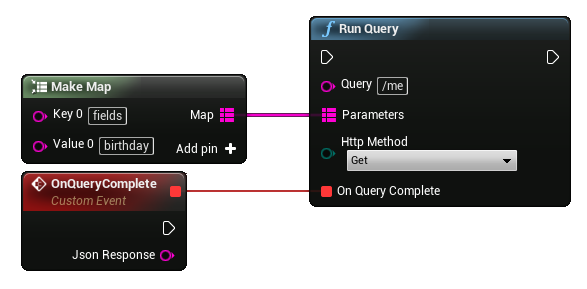 Make Map
Key 0 fields
Map
Value 0 birthday
Add pin
OnQueryComplete
Custom Event
Json Response
f Run Query
Query /me
Parameters
Http Method
Get
On Query Complete